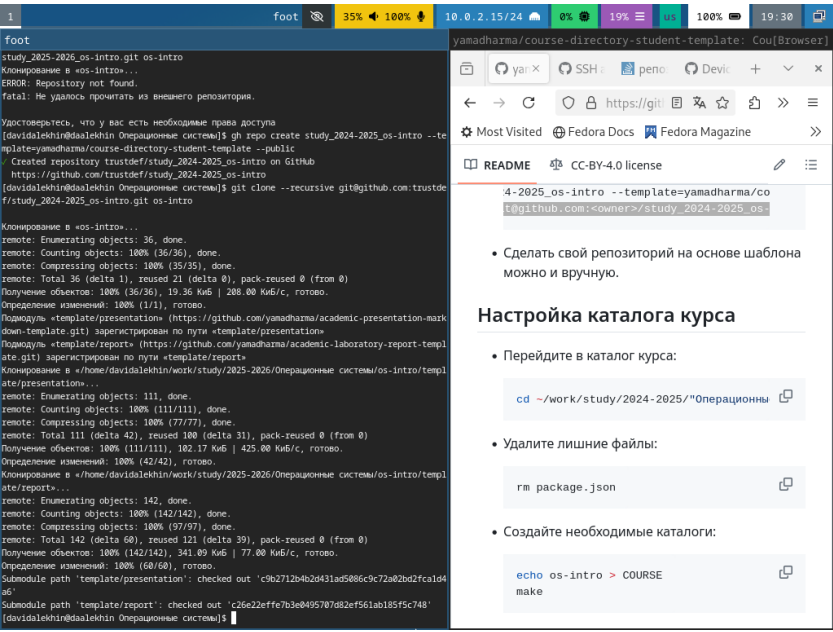 1
foot
35%
100%
10.0.2.15/24
0%
19%
us
100%
19:30
foot
study_2025-2026_os-intro.git os-intro
Клонирование в «os-intro»...
ERROR: Repository not found.
fatal: Не удалось прочитать из внешнего репозитория.
Удостоверьтесь, что у вас есть необходимые права доступа
[davidalekhin@daalekhin Операционные системы]$ gh repo create study_2024-2025_os-intro --te
mplate=yamadharma/course-directory-student-template --public
✓ Created repository trustdef/study_2024-2025_os-intro on GitHub
https://github.com/trustdef/study_2024-2025_os-intro
[davidalekhin@daalekhin Операционные системы]$ git clone --recursive git@github.com:trustde
f/study_2024-2025_os-intro.git os-intro
Клонирование в «os-intro»...
remote: Enumerating objects: 36, done.
remote: Counting objects: 100% (36/36), done.
remote: Compressing objects: 100% (35/35), done.
remote: Total 36 (delta 1), reused 21 (delta 0), pack-reused 0 (from 0)
Получение объектов: 100% (36/36), 19.36 КиБ | 208.00 КиБ/с, готово.
Определение изменений: 100% (1/1), готово.
Подмодуль «template/presentation» (https://github.com/yamadharma/academic-presentation-mark
down-template.git) зарегистрирован по пути «template/presentation»
Подмодуль «template/report» (https://github.com/yamadharma/academic-laboratory-report-templ
ate.git) зарегистрирован по пути «template/report»
Клонирование в «/home/davidalekhin/work/study/2025-2026/Операционные системы/os-intro/templ
ate/presentation»...
remote: Enumerating objects: 111, done.
remote: Counting objects: 100% (111/111), done.
remote: Compressing objects: 100% (77/77), done.
remote: Total 111 (delta 42), reused 100 (delta 31), pack-reused 0 (from 0)
Получение объектов: 100% (111/111), 102.17 КиБ | 425.00 КиБ/с, готово.
Определение изменений: 100% (42/42), готово.
Клонирование в «/home/davidalekhin/work/study/2025-2026/Операционные системы/os-intro/templ
ate/report»...
remote: Enumerating objects: 142, done.
remote: Counting objects: 100% (142/142), done.
remote: Compressing objects: 100% (97/97), done.
remote: Total 142 (delta 60), reused 121 (delta 39), pack-reused 0 (from 0)
Получение объектов: 100% (142/142), 341.09 КиБ | 77.00 КиБ/с, готово.
Определение изменений: 100% (60/60), готово.
Submodule path 'template/presentation': checked out 'c9b2712b4b2d431ad5086c9c72a02bd2fca1d4
a6'
Submodule path 'template/report': checked out 'c26e22effe7b3e0495707d82ef561ab185f5c748'
[davidalekhin@daalekhin Операционные системы]$
yamadharma/course-directory-student-template: Cou[Browser]
yar
SSH a
репо:
Devic
https://git
Most Visited
Fedora Docs
Fedora Magazine
README
CC-BY-4.0 license
4-2025_os-intro --template=yamadharma/co
t@github.com:<owner>/study_2024-2025_os-
• Сделать свой репозиторий на основе шаблона
можно и вручную.
Настройка каталога курса
• Перейдите в каталог курса:
cd ~/work/study/2024-2025/"Операционны
• Удалите лишние файлы:
rm package.json
• Создайте необходимые каталоги:
echo os-intro > COURSE
make